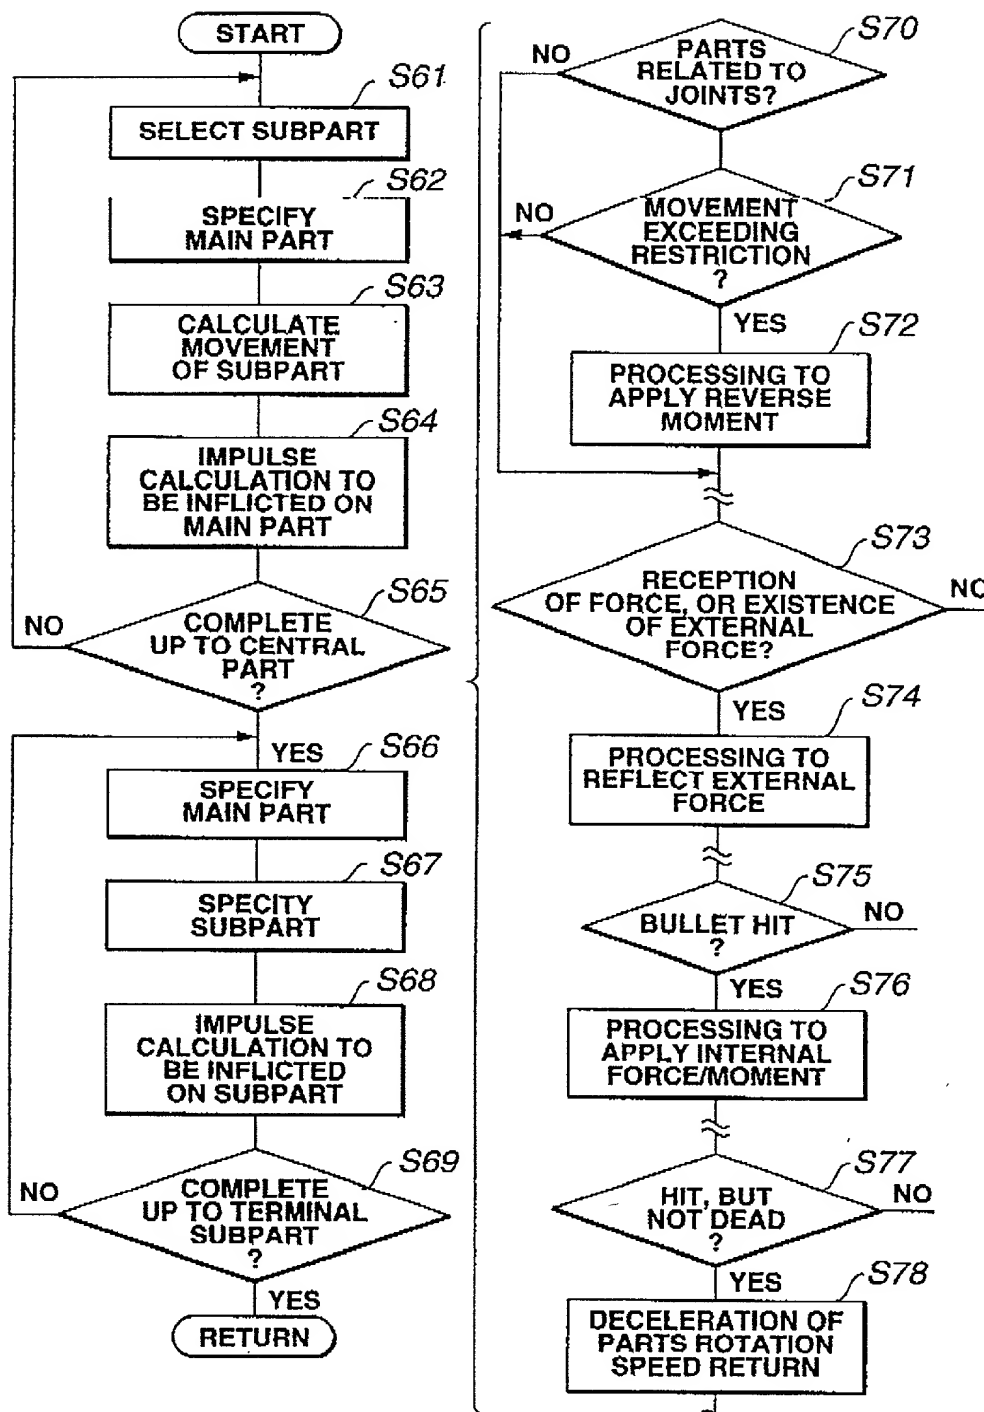 START
S61
SELECT SUBPART
S62
SPECIFY
MAIN PART
S63
CALCULATE
MOVEMENT
OF SUBPART
S64
IMPULSE
CALCULATION TO
BE INFLICTED ON
MAIN PART
S65
NO
COMPLETE
UP TO CENTRAL
PART
?
YES
S66
SPECIFY
MAIN PART
S67
SPECITY
SUBPART
S68
IMPULSE
CALCULATION TO
BE INFLICTED
ON SUBPART
S69
NO
COMPLETE
UP TO TERMINAL
SUBPART
?
YES
RETURN
S70
NO
PARTS
RELATED TO
JOINTS?
S71
NO
MOVEMENT
EXCEEDING
RESTRICTION
?
YES
S72
PROCESSING TO
APPLY REVERSE
MOMENT
S73
RECEPTION
OF FORCE, OR EXISTENCE
OF EXTERNAL
FORCE?
NO
YES
S74
PROCESSING TO
REFLECT EXTERNAL
FORCE
S75
BULLET HIT
?
NO
YES
S76
PROCESSING TO
APPLY INTERNAL
FORCE/MOMENT
S77
HIT, BUT
NOT DEAD
?
NO
YES
S78
DECELERATION OF
PARTS ROTATION
SPEED RETURN